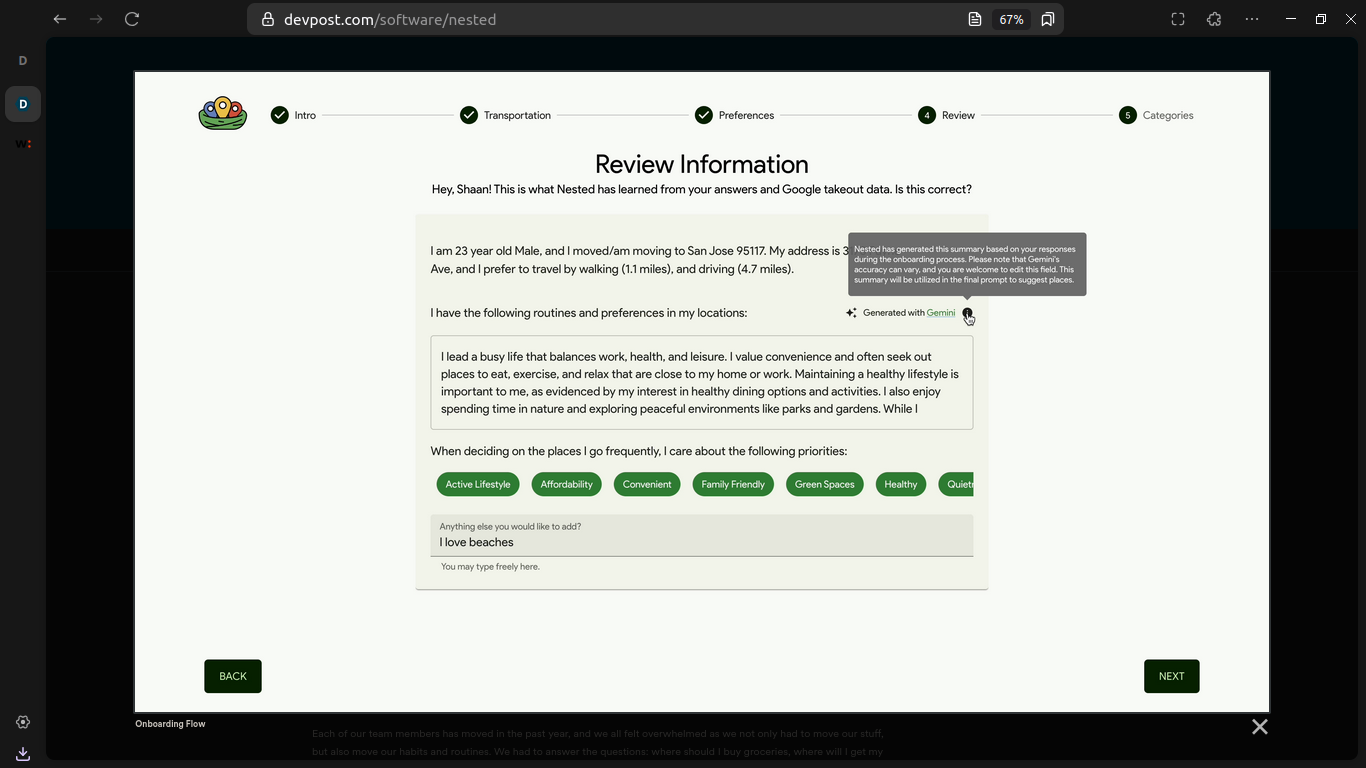 devpost.com/software/nested
67%
D
D
w:
Intro
Transportation
Preferences
4
Review
5
Categories
Review Information
Hey, Shaan! This is what Nested has learned from your answers and Google takeout data. Is this correct?
I am 23 year old Male, and I moved/am moving to San Jose 95117. My address is 3
Ave, and I prefer to travel by walking (1.1 miles), and driving (4.7 miles).
Nested has generated this summary based on your responses
during the onboarding process. Please note that Gemini's
accuracy can vary, and you are welcome to edit this field. This
summary will be utilized in the final prompt to suggest places.
I have the following routines and preferences in my locations:
Generated with Gemini
I lead a busy life that balances work, health, and leisure. I value convenience and often seek out
places to eat, exercise, and relax that are close to my home or work. Maintaining a healthy lifestyle is
important to me, as evidenced by my interest in healthy dining options and activities. I also enjoy
spending time in nature and exploring peaceful environments like parks and gardens. While I
When deciding on the places I go frequently, I care about the following priorities:
Active Lifestyle
Affordability
Convenient
Family Friendly
Green Spaces
Healthy
Anything else you would like to add?
I love beaches
You may type freely here.
BACK
NEXT
Onboarding Flow
Each of our team members has moved in the past year, and we all felt overwhelmed as we not only had to move our stuff,
but also move our habits and routines. We had to answer the questions: where should I buy groceries, where will I get my